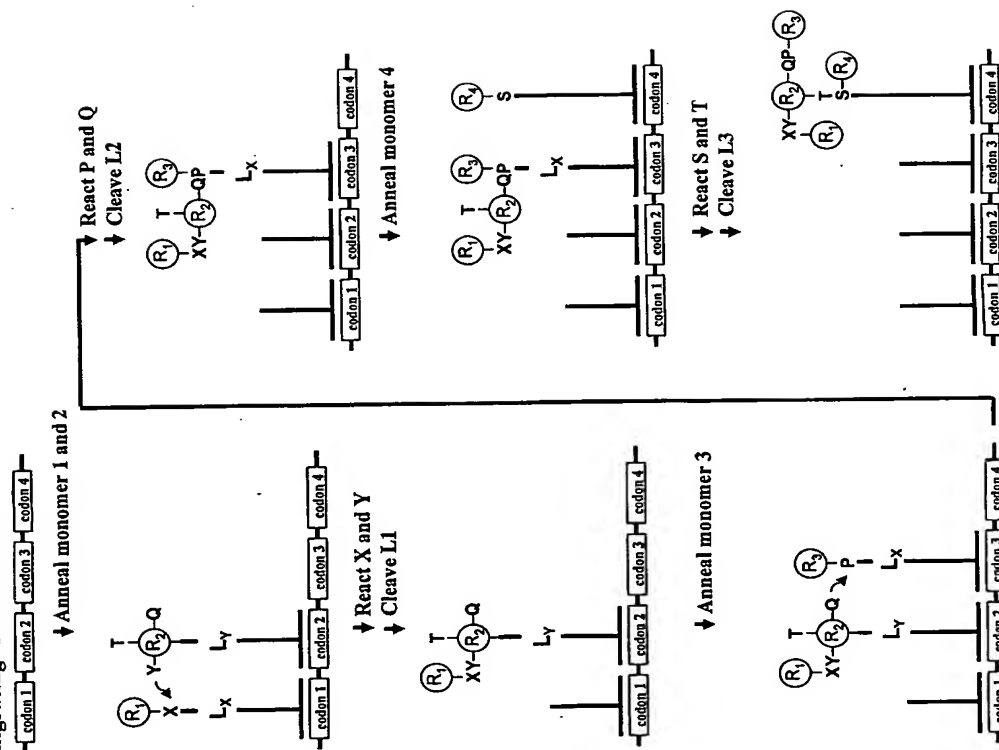 codon 1 codon 2 codon 3 codon 4
Anneal monomer 1 and 2
R1 R2
T
X Y Q
LX LY
codon 1 codon 2 codon 3 codon 4
React X and Y
Cleave L1
T
R1 R2 Q
XY
LY
codon 1 codon 2 codon 3 codon 4
Anneal monomer 3
T
R1 R2 Q R3
XY P
LY LX
codon 1 codon 2 codon 3 codon 4
React P and Q
Cleave L2
T
R1 R2 R3
XY QP
LX
codon 1 codon 2 codon 3 codon 4
Anneal monomer 4
T
R1 R2 R3 R4
XY QP S
LX
codon 1 codon 2 codon 3 codon 4
React S and T
Cleave L3
XY R2 QP R3
R1 T
S R4
codon 1 codon 2 codon 3 codon 4